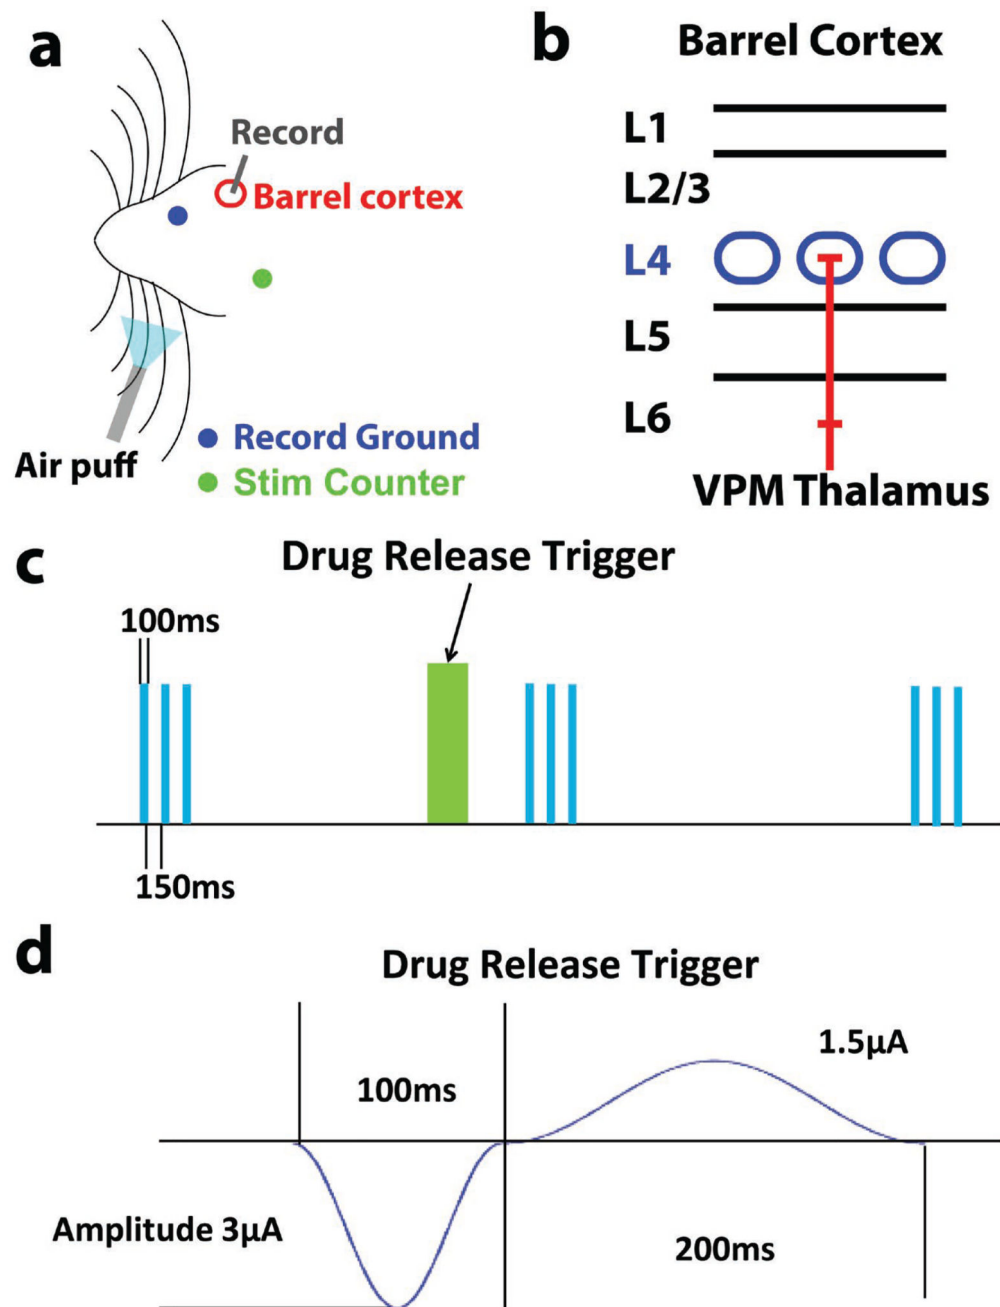 a
Record
Barrel cortex
Air puff
Record Ground
Stim Counter
b
Barrel Cortex
L1
L2/3
L4
L5
L6
VPM Thalamus
c
Drug Release Trigger
100ms
150ms
d
Drug Release Trigger
1.5μA
100ms
Amplitude 3μA
200ms